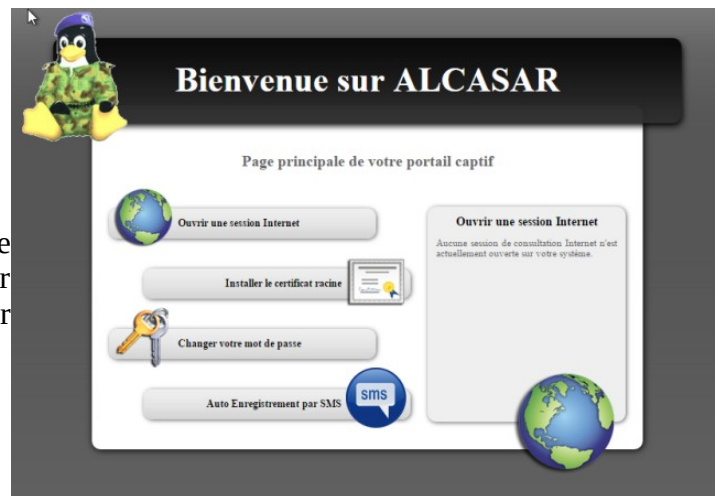 Bienvenue sur ALCASAR
Page principale de votre portail captif
Ouvrir une session Internet
Installer le certificat racine
Changer votre mot de passe
Auto Enregistrement par SMS
sms
Ouvrir une session Internet
Aucune session de consultation Internet n'est
actuellement ouverte sur votre système.
e
r
r